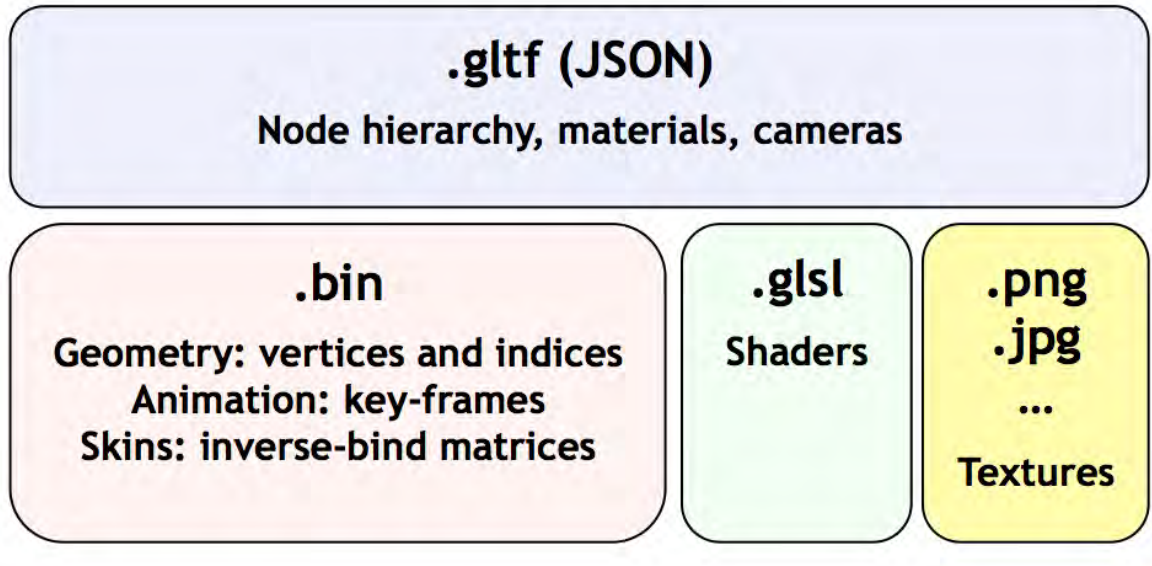 .gltf (JSON)
Node hierarchy, materials, cameras
.bin
Geometry: vertices and indices
Animation: key-frames
Skins: inverse-bind matrices
.glsl
Shaders
.png
.jpg
...
Textures